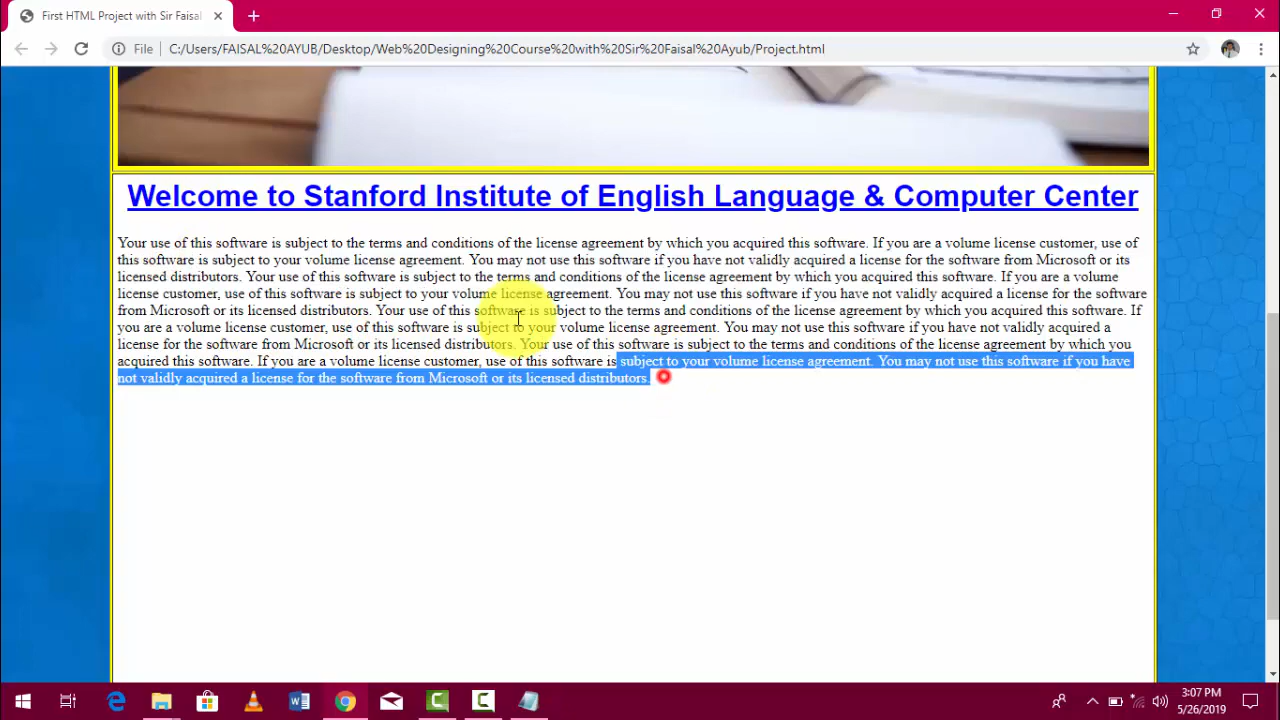 First HTML Project with Sir Faisal
File
C:/Users/FAISAL%20AYUB/Desktop/Web%20Designing%20Course%20with%20Sir%20Faisal%20Ayub/Project.html
Welcome to Stanford Institute of English Language & Computer Center
Your use of this software is subject to the terms and conditions of the license agreement by which you acquired this software. If you are a volume license customer, use of
this software is subject to your volume license agreement. You may not use this software if you have not validly acquired a license for the software from Microsoft or its
licensed distributors. Your use of this software is subject to the terms and conditions of the license agreement by which you acquired this software. If you are a volume
license customer, use of this software is subject to your volume license agreement. You may not use this software if you have not validly acquired a license for the software
from Microsoft or its licensed distributors. Your use of this software is subject to the terms and conditions of the license agreement by which you acquired this software. If
you are a volume license customer, use of this software is subject to your volume license agreement. You may not use this software if you have not validly acquired a
license for the software from Microsoft or its licensed distributors. Your use of this software is subject to the terms and conditions of the license agreement by which you
acquired this software. If you are a volume license customer, use of this software is subject to your volume license agreement. You may not use this software if you have
not validly acquired a license for the software from Microsoft or its licensed distributors.
3:07 PM
5/26/2019